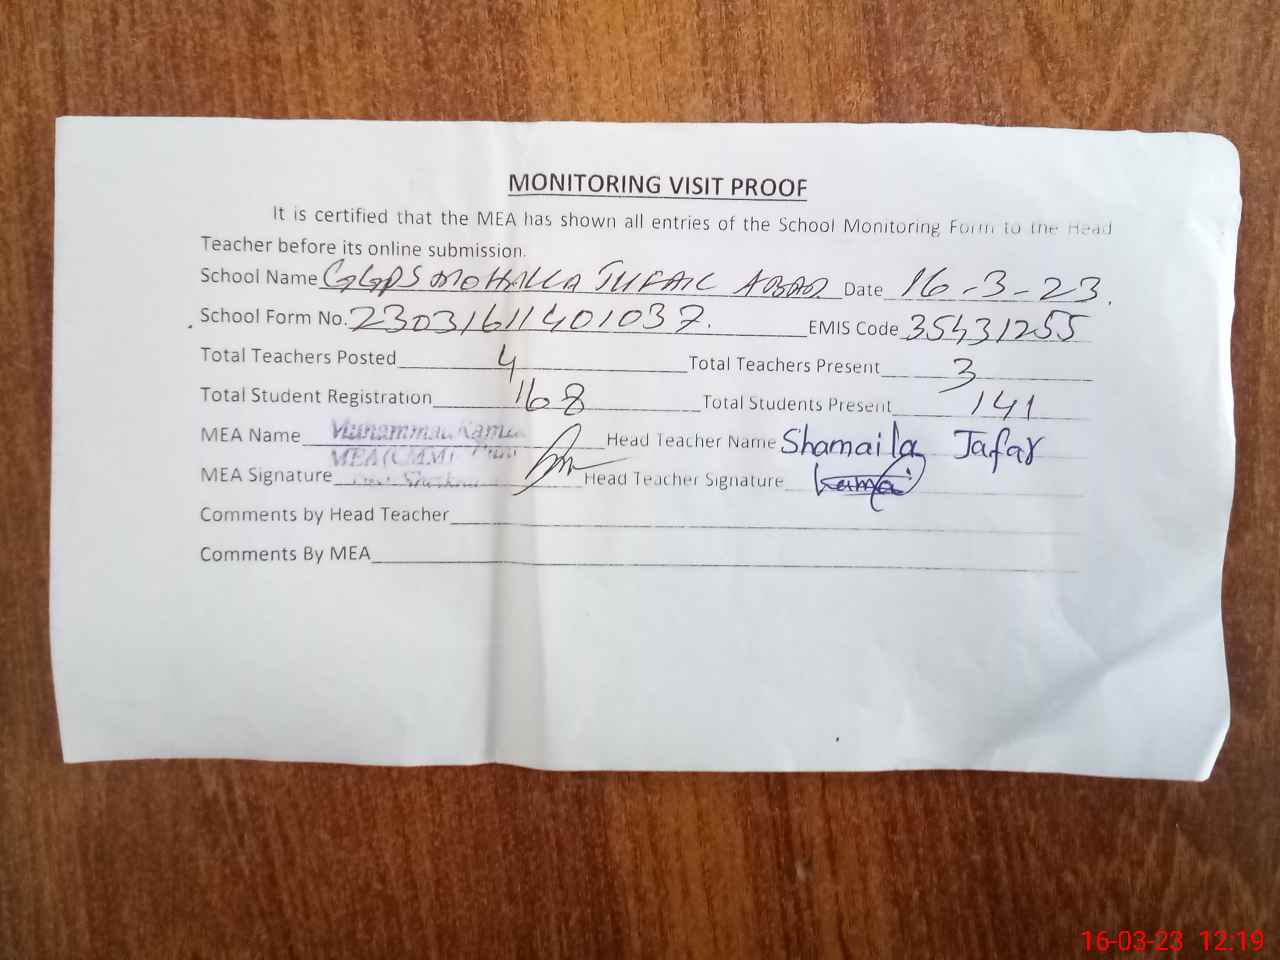 MONITORING VISIT PROOF
It is certified that the MEA has shown all entries of the School Monitoring Form to the Head
Teacher before its online submission.
School Name GGPS MOHALLA TUFAIL ABAD Date 16-3-23.
School Form No. 23031611401037. EMIS Code 35431255
Total Teachers Posted 4 Total Teachers Present 3
Total Student Registration 168 Total Students Present 141
MEA Name Muhammad Head Teacher Name Shamaila Jafar
MEA (CMM)
MEA Signature Head Teacher Signature
Comments by Head Teacher
Comments By MEA
16-03-23 12:19